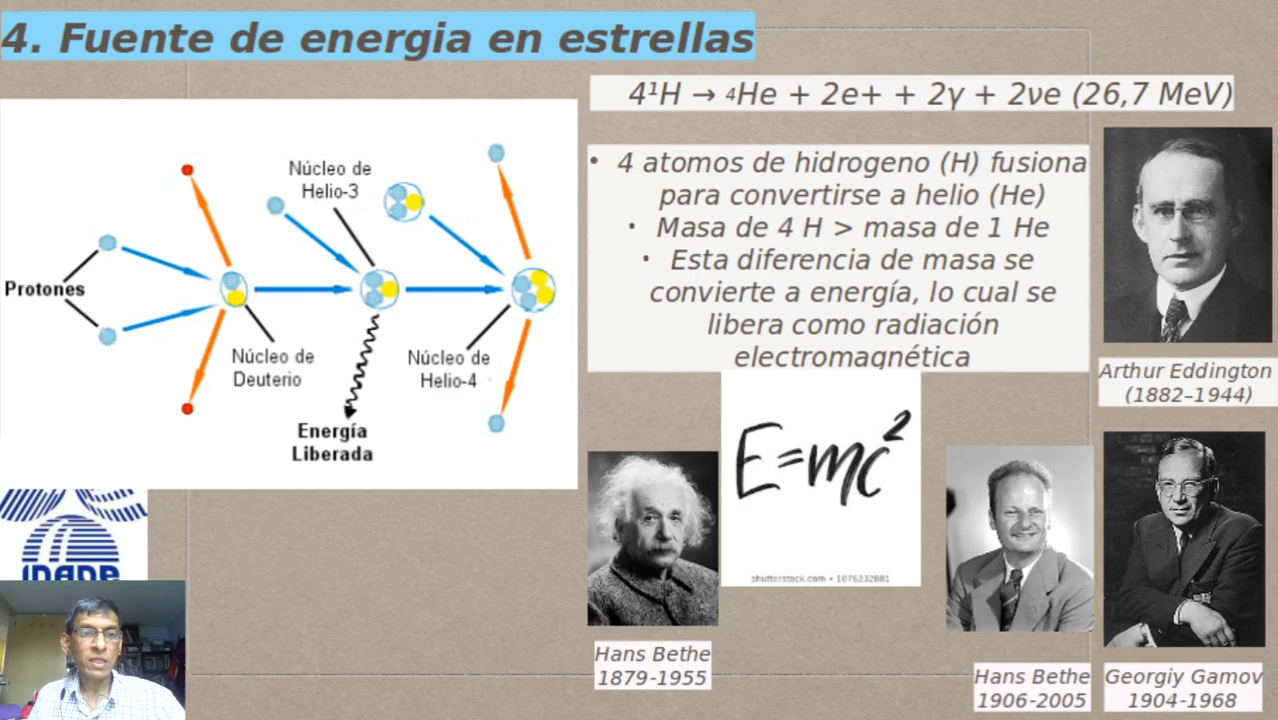 4. Fuente de energia en estrellas
4¹H → ₄He + 2e+ + 2γ + 2νe (26,7 MeV)
Núcleo de
Helio-3
Protones
Núcleo de
Deuterio
Núcleo de
Helio-4
Energía
Liberada
• 4 atomos de hidrogeno (H) fusiona
para convertirse a helio (He)
• Masa de 4 H > masa de 1 He
• Esta diferencia de masa se
convierte a energía, lo cual se
libera como radiación
electromagnética
Arthur Eddington
(1882–1944)
E=mc²
shutterstock.com • 1076232881
Hans Bethe
1879-1955
Hans Bethe
1906-2005
Georgiy Gamov
1904-1968